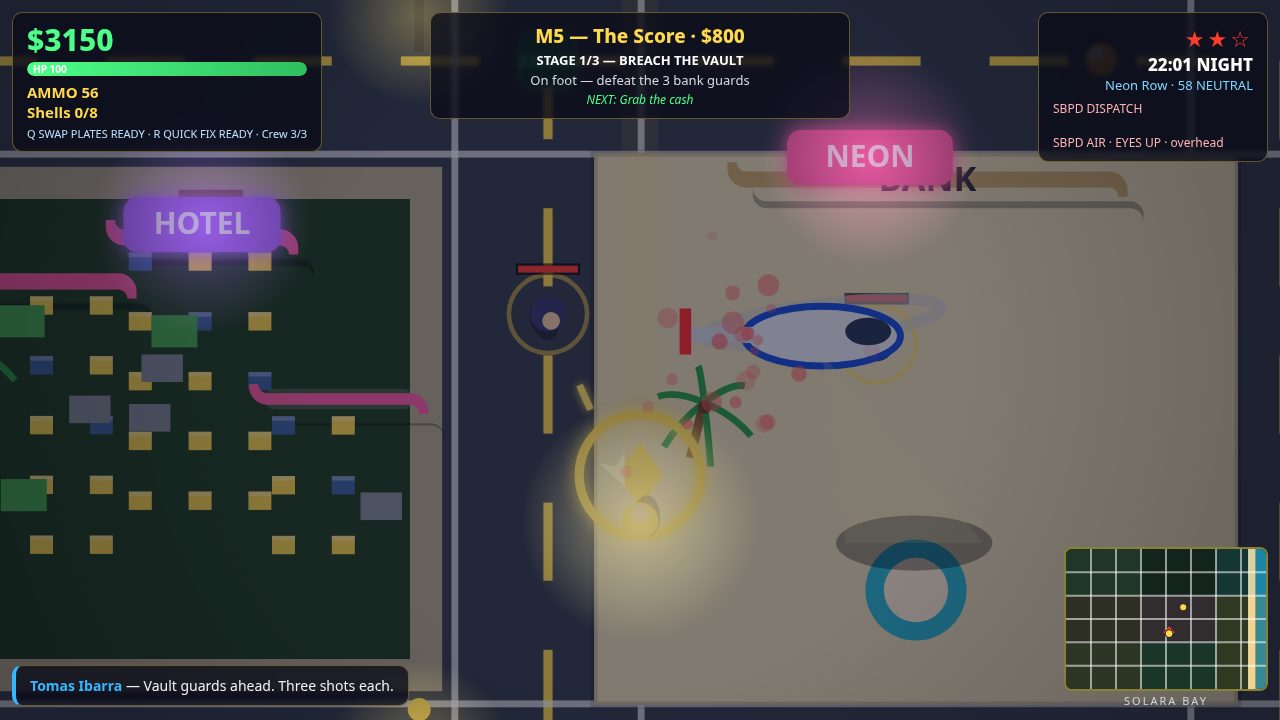 $3150
HP 100
AMMO 56
Shells 0/8
Q SWAP PLATES READY · R QUICK FIX READY · Crew 3/3
M5 — The Score · $800
STAGE 1/3 — BREACH THE VAULT
On foot — defeat the 3 bank guards
NEXT: Grab the cash
★★☆
22:01 NIGHT
Neon Row · 58 NEUTRAL
SBPD DISPATCH
SBPD AIR · EYES UP · overhead
NEON
BANK
HOTEL
Tomas Ibarra — Vault guards ahead. Three shots each.
SOLARA BAY